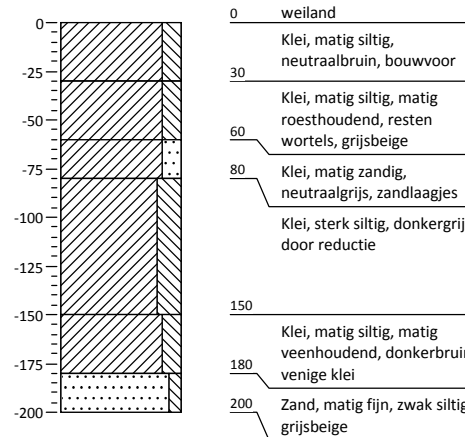 0
-25
-50
-75
-100
-125
-150
-175
-200
0 weiland
Klei, matig siltig,
neutraalbruin, bouwvoor
30
Klei, matig siltig, matig
roesthoudend, resten
wortels, grijsbeige
60
Klei, matig zandig,
neutraalgrijs, zandlaagjes
80
Klei, sterk siltig, donkergrij
door reductie
150
Klei, matig siltig, matig
veenhoudend, donkerbruin
venige klei
180
Zand, matig fijn, zwak siltig
grijsbeige
200